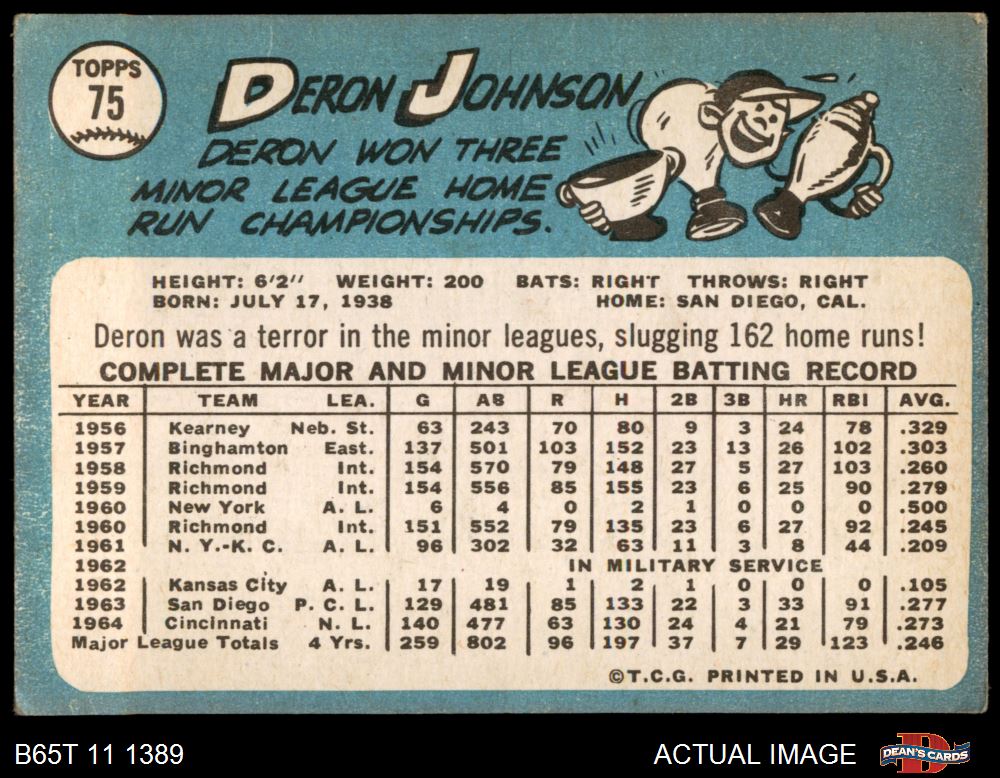 TOPPS
75
DERON JOHNSON
DERON WON THREE
MINOR LEAGUE HOME
RUN CHAMPIONSHIPS.
HEIGHT: 6'2" WEIGHT: 200 BATS: RIGHT THROWS: RIGHT
BORN: JULY 17, 1938 HOME: SAN DIEGO, CAL.
Deron was a terror in the minor leagues, slugging 162 home runs!
COMPLETE MAJOR AND MINOR LEAGUE BATTING RECORD
YEAR TEAM LEA. G AB R H 2B 3B HR RBI AVG.
1956 Kearney Neb. St. 63 243 70 80 9 3 24 78 .329
1957 Binghamton East. 137 501 103 152 23 13 26 102 .303
1958 Richmond Int. 154 570 79 148 27 5 27 103 .260
1959 Richmond Int. 154 556 85 155 23 6 25 90 .279
1960 New York A. L. 6 4 0 2 1 0 0 0 .500
1960 Richmond Int. 151 552 79 135 23 6 27 92 .245
1961 N. Y.-K. C. A. L. 96 302 32 63 11 3 8 44 .209
1962 IN MILITARY SERVICE
1962 Kansas City A. L. 17 19 1 2 1 0 0 0 .105
1963 San Diego P. C. L. 129 481 85 133 22 3 33 91 .277
1964 Cincinnati N. L. 140 477 63 130 24 4 21 79 .273
Major League Totals 4 Yrs. 259 802 96 197 37 7 29 123 .246
©T.C.G. PRINTED IN U.S.A.
B65T 11 1389 ACTUAL IMAGE DEAN'S CARDS